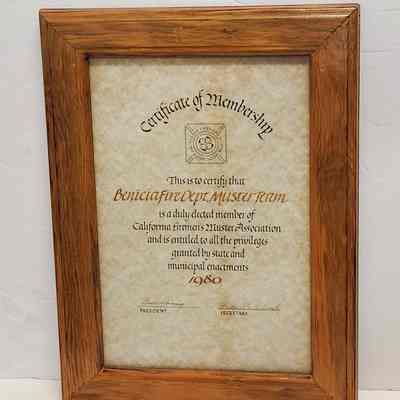 Certificate of Membership
This is to certify that
Benicia Fire Dept. Muster Team
is a duly elected member of
California Firemen's Muster Association
and is entitled to all the privileges
granted by state and
municipal enactments
1980
PRESIDENT SECRETARY